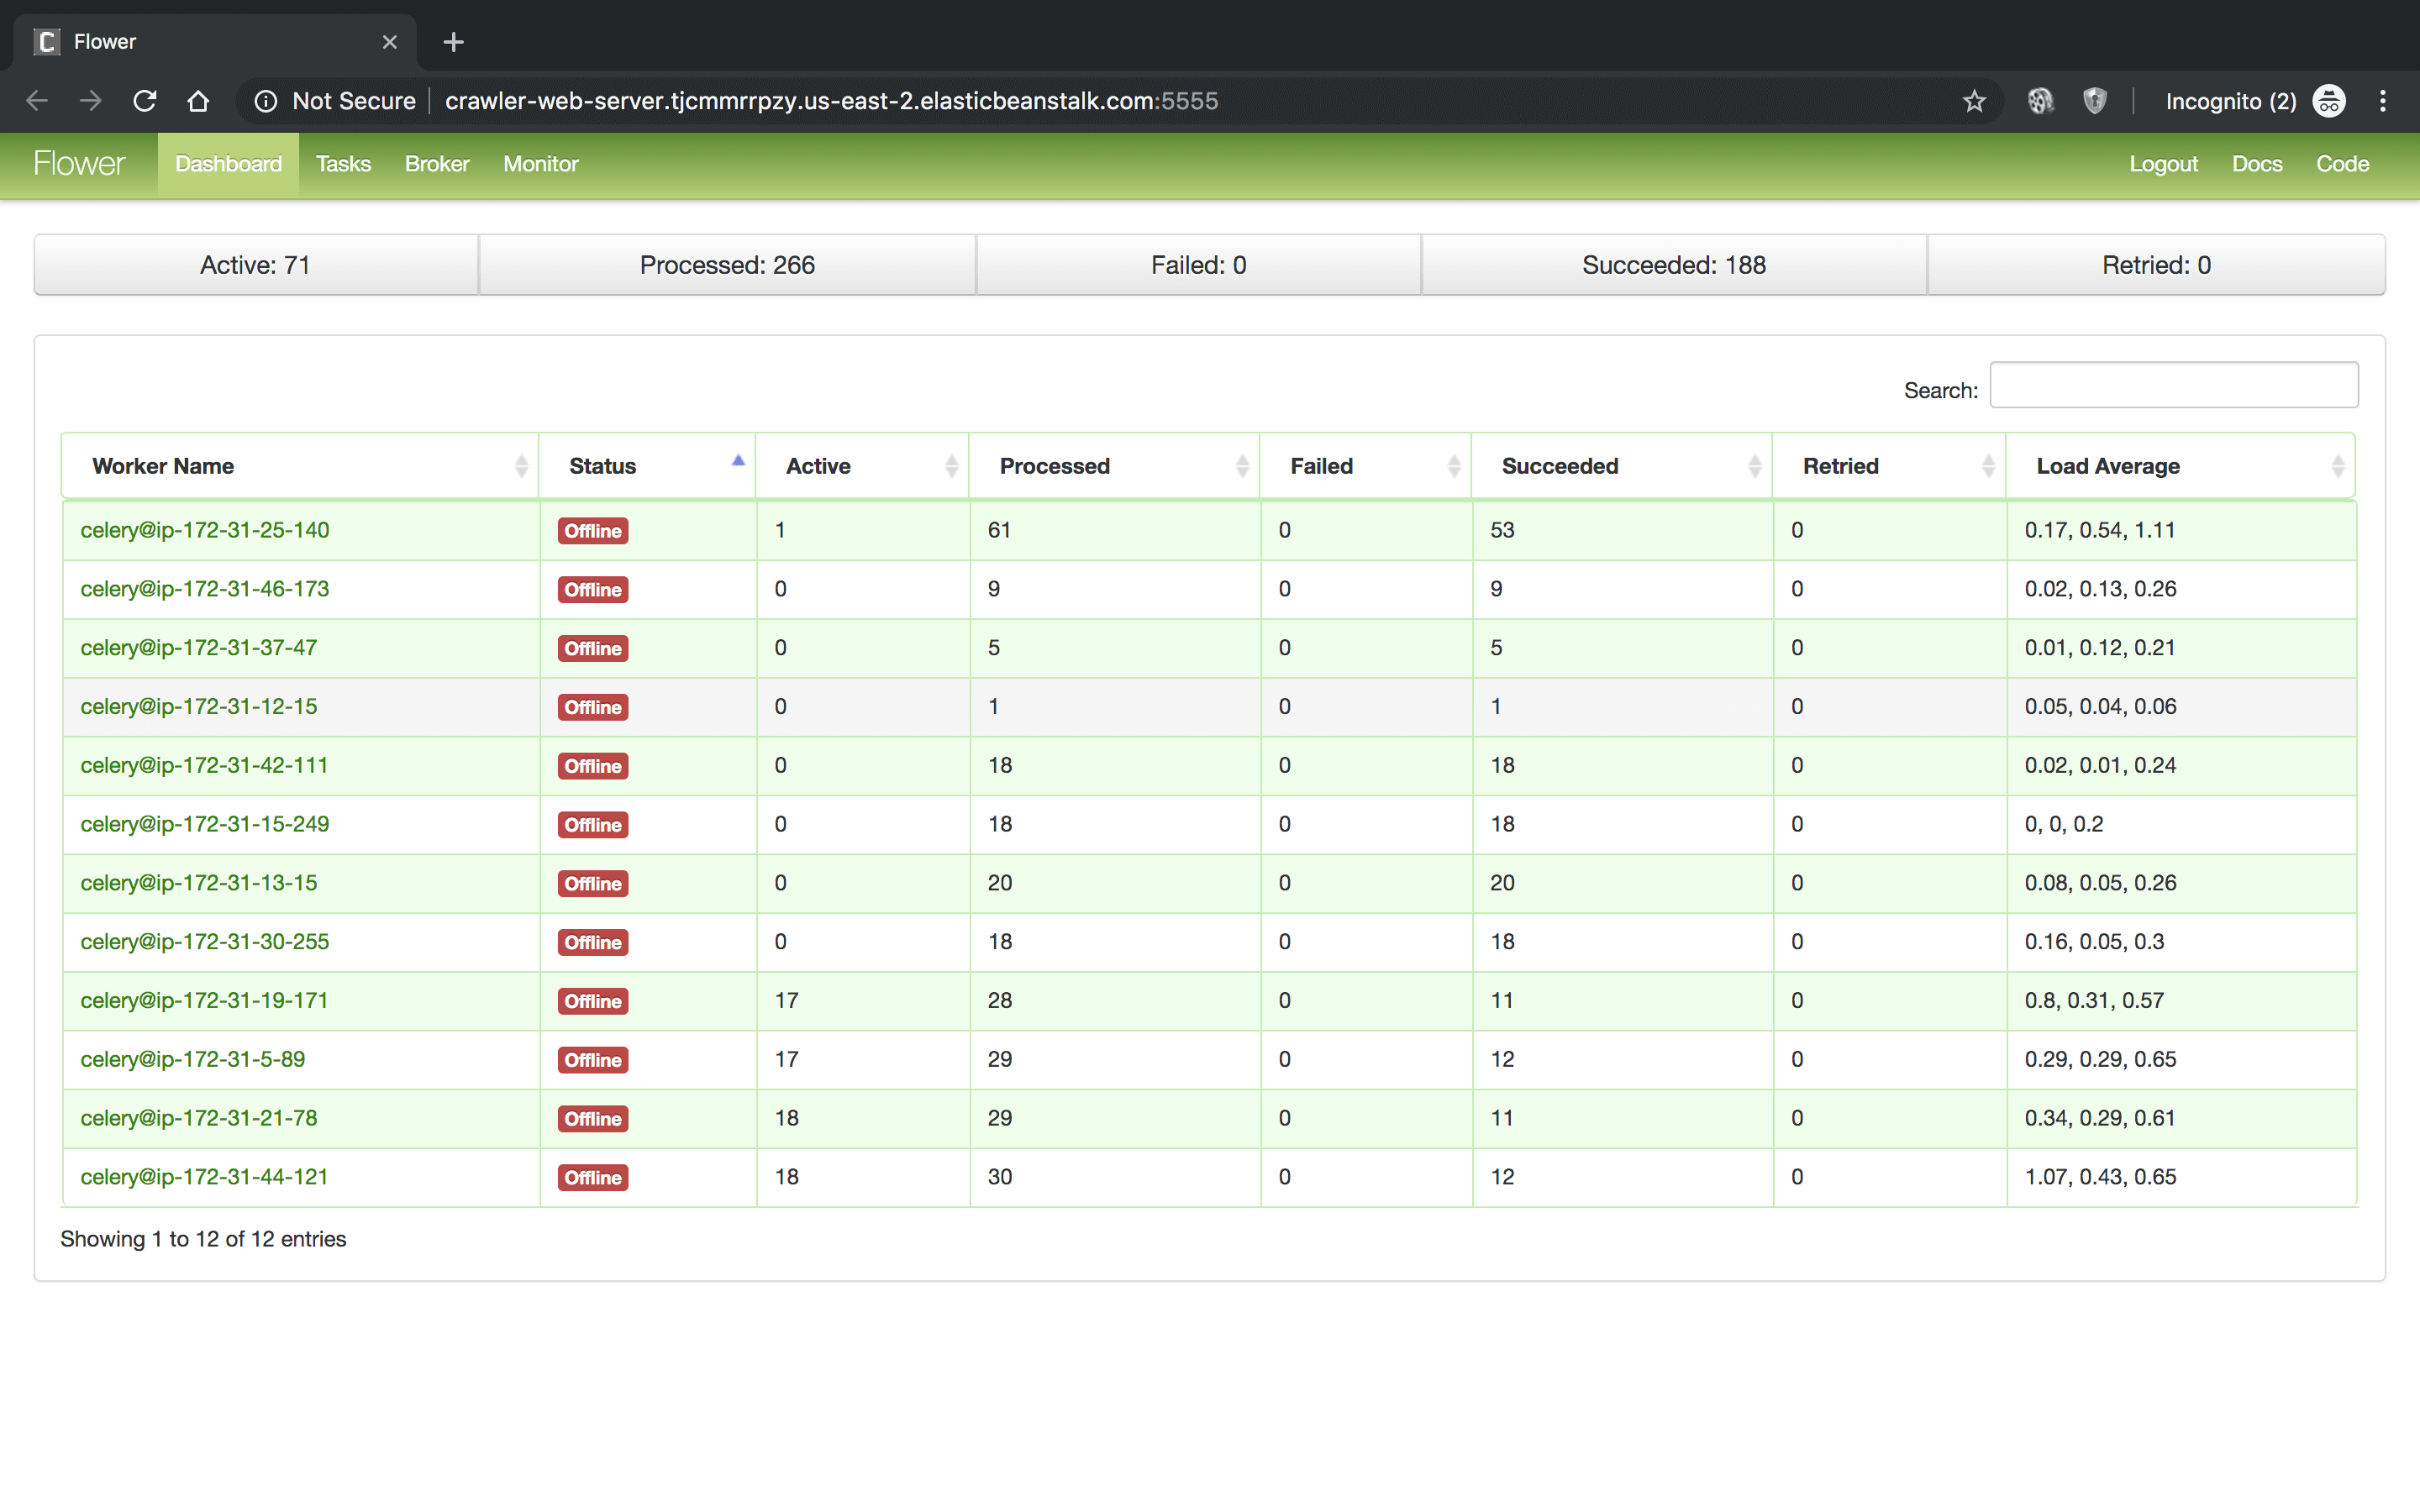 Flower
Not Secure crawler-web-server.tjcmmrrpzy.us-east-2.elasticbeanstalk.com:5555 Incognito (2)
Flower Dashboard Tasks Broker Monitor Logout Docs Code
Active: 71 Processed: 266 Failed: 0 Succeeded: 188 Retried: 0
Search:
Worker Name Status Active Processed Failed Succeeded Retried Load Average
celery@ip-172-31-25-140 Offline 1 61 0 53 0 0.17, 0.54, 1.11
celery@ip-172-31-46-173 Offline 0 9 0 9 0 0.02, 0.13, 0.26
celery@ip-172-31-37-47 Offline 0 5 0 5 0 0.01, 0.12, 0.21
celery@ip-172-31-12-15 Offline 0 1 0 1 0 0.05, 0.04, 0.06
celery@ip-172-31-42-111 Offline 0 18 0 18 0 0.02, 0.01, 0.24
celery@ip-172-31-15-249 Offline 0 18 0 18 0 0, 0, 0.2
celery@ip-172-31-13-15 Offline 0 20 0 20 0 0.08, 0.05, 0.26
celery@ip-172-31-30-255 Offline 0 18 0 18 0 0.16, 0.05, 0.3
celery@ip-172-31-19-171 Offline 17 28 0 11 0 0.8, 0.31, 0.57
celery@ip-172-31-5-89 Offline 17 29 0 12 0 0.29, 0.29, 0.65
celery@ip-172-31-21-78 Offline 18 29 0 11 0 0.34, 0.29, 0.61
celery@ip-172-31-44-121 Offline 18 30 0 12 0 1.07, 0.43, 0.65
Showing 1 to 12 of 12 entries